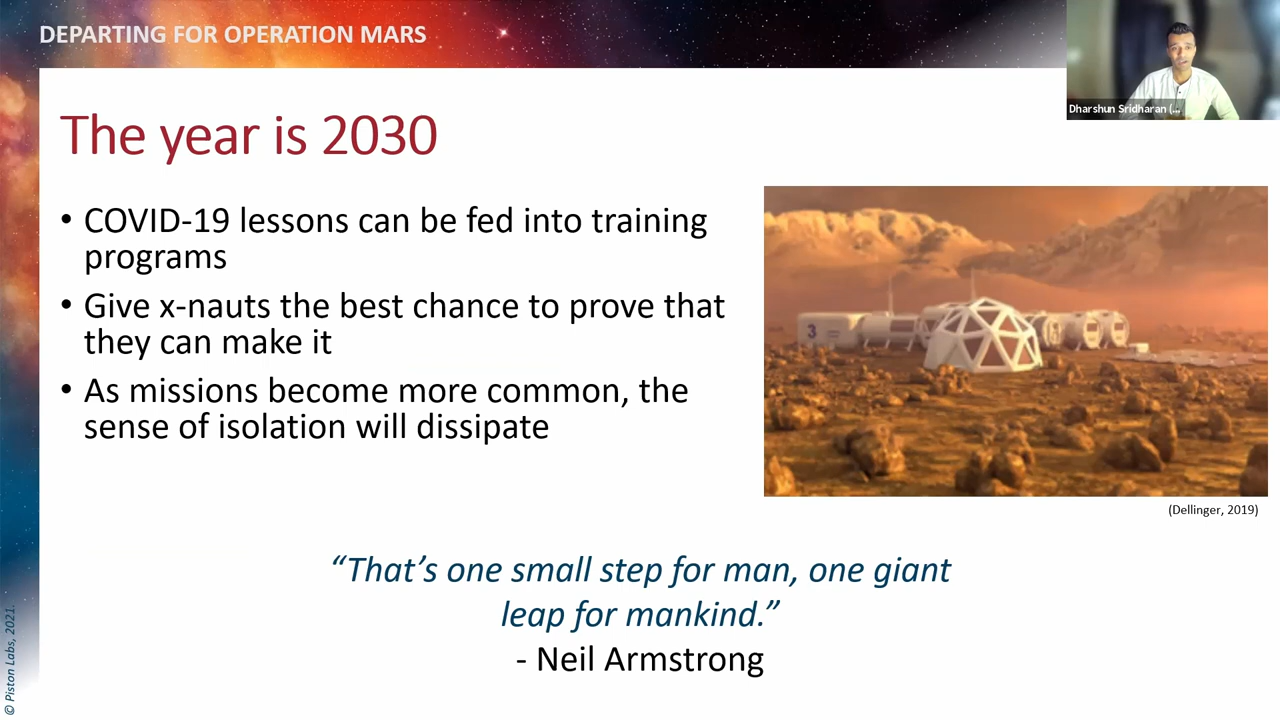 DEPARTING FOR OPERATION MARS
Dharshun Sridharan (...
The year is 2030
• COVID-19 lessons can be fed into training
programs
• Give x-nauts the best chance to prove that
they can make it
• As missions become more common, the
sense of isolation will dissipate
3
(Dellinger, 2019)
“That’s one small step for man, one giant
leap for mankind.”
- Neil Armstrong
© Piston Labs, 2021.